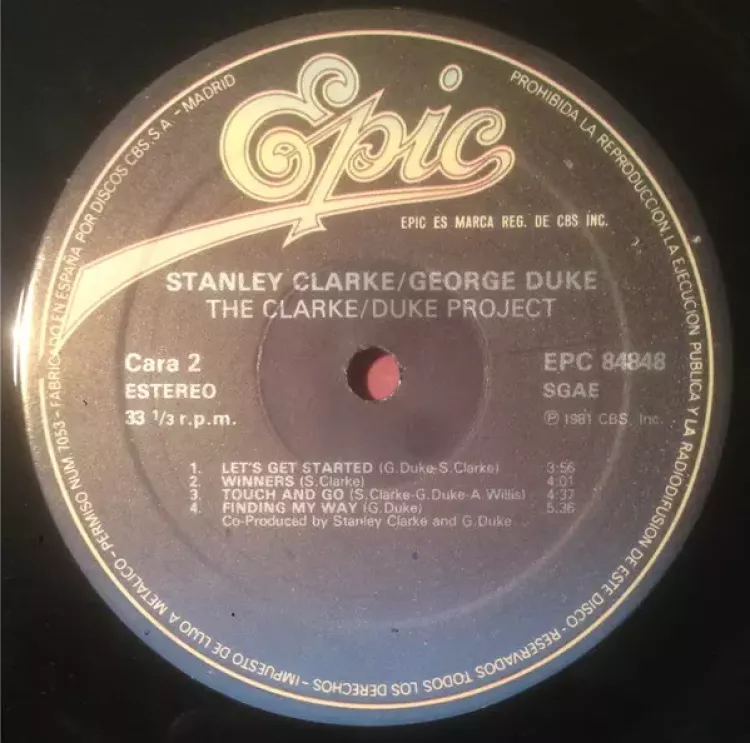 Epic
EPIC ES MARCA REG. DE CBS INC.
STANLEY CLARKE/GEORGE DUKE
THE CLARKE/DUKE PROJECT
Cara 2
ESTEREO
33 1/3 r.p.m.
EPC 84848
SGAE
Ⓟ 1981 CBS, Inc.
1. LET'S GET STARTED (G.Duke-S.Clarke) 3:56
2. WINNERS (S.Clarke) 4:01
3. TOUCH AND GO (S.Clarke-G.Duke-A Willis) 4:37
4. FINDING MY WAY (G.Duke) 5:36
Co-Produced by Stanley Clarke and G.Duke
PROHIBIDA LA REPRODUCCION, LA EJECUCION PUBLICA Y LA RADIODIFUSION DE ESTE DISCO - RESERVADOS TODOS LOS DERECHOS - IMPUESTO DE LUJO A METALICO - PERMISO NUM. 7053 - FABRICADO EN ESPAÑA POR DISCOS CBS. S.A. - MADRID